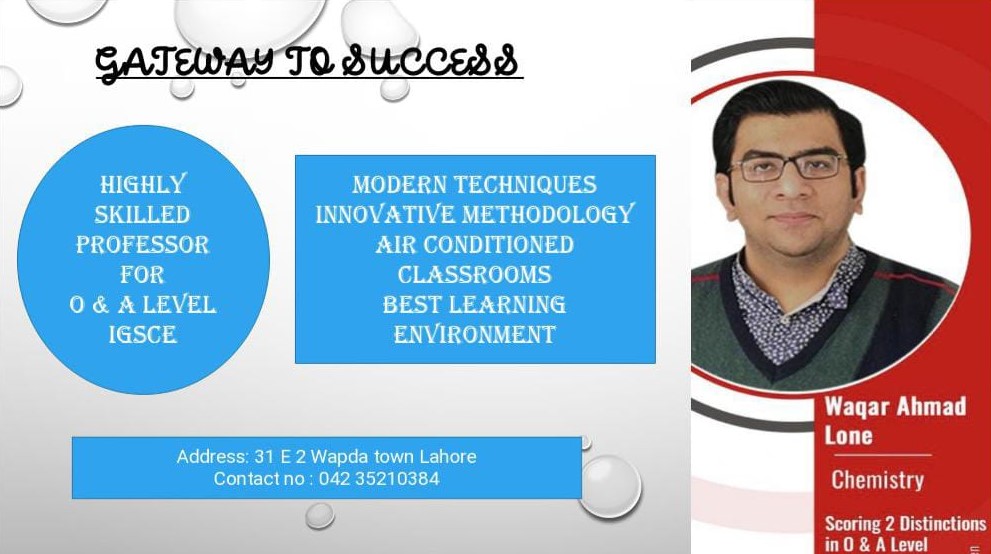 GATEWAY TO SUCCESS
HIGHLY
SKILLED
PROFESSOR
FOR
O & A LEVEL
IGSCE
MODERN TECHNIQUES
INNOVATIVE METHODOLOGY
AIR CONDITIONED
CLASSROOMS
BEST LEARNING
ENVIRONMENT
Address: 31 E 2 Wapda town Lahore
Contact no : 042 35210384
Waqar Ahmad
Lone
Chemistry
Scoring 2 Distinctions
in O & A Level